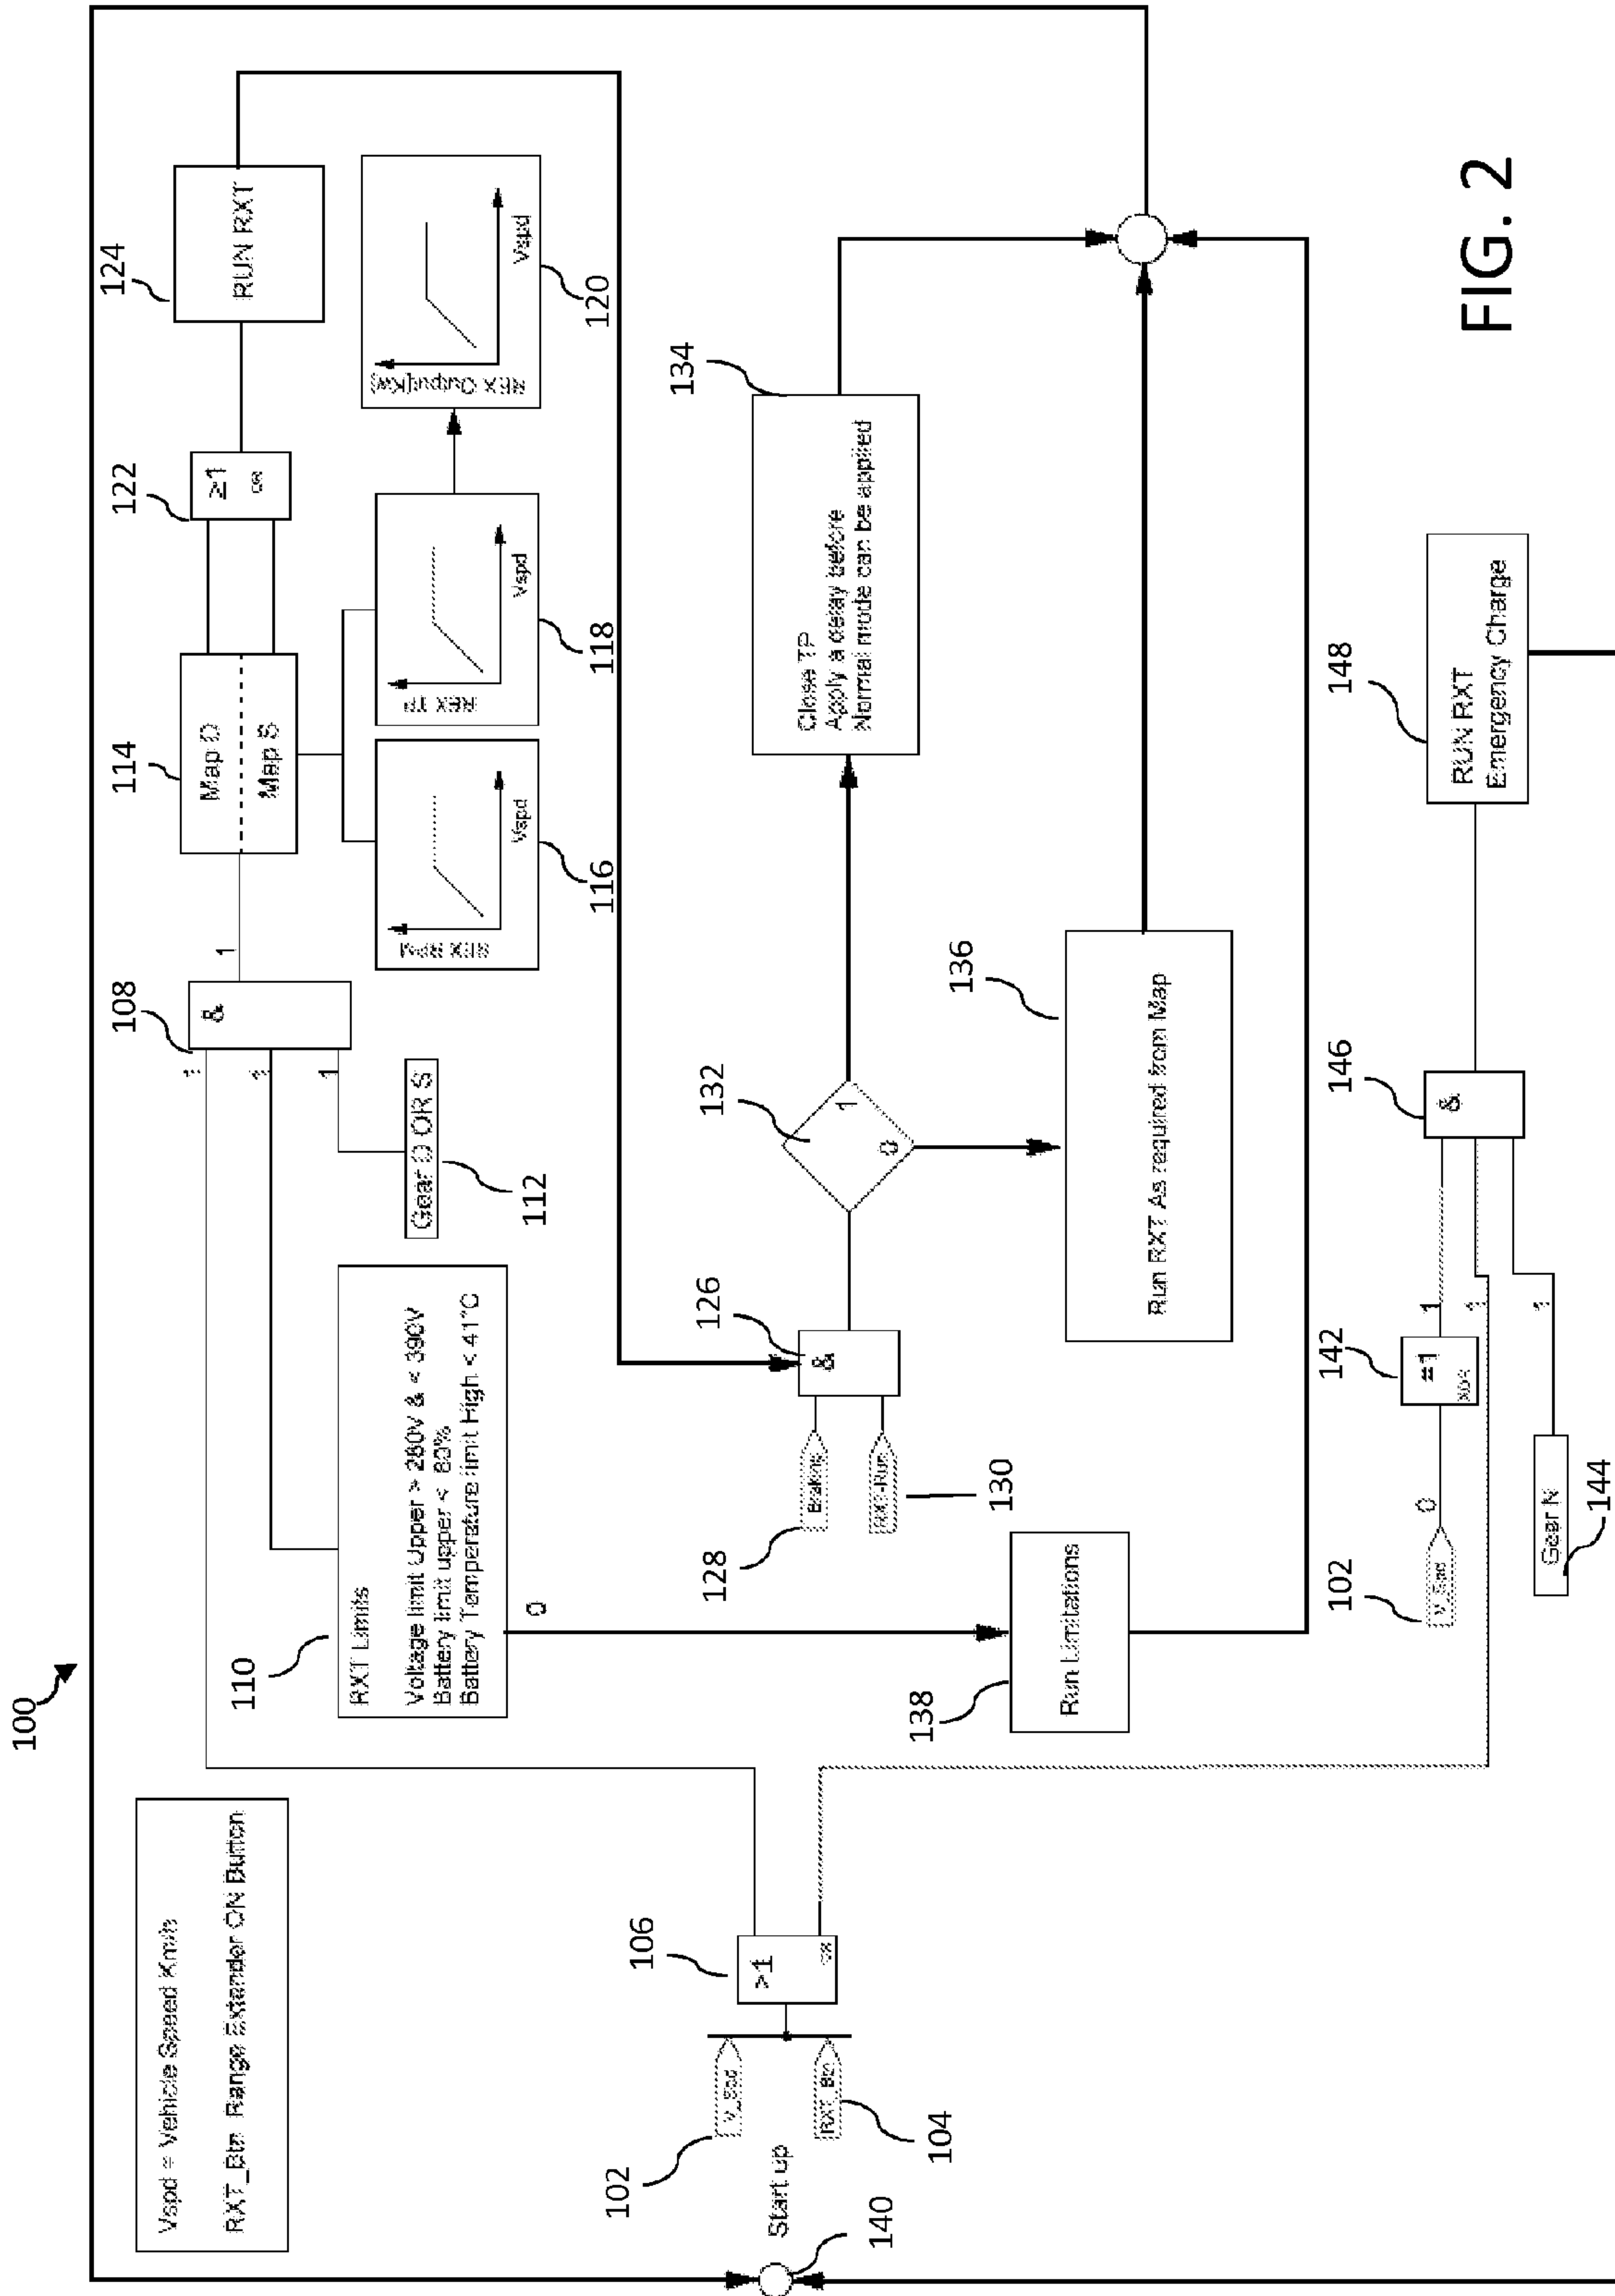 100
Vspd = Vehicle Speed Km/h
RXT_Btn Range Extender ON Button
Start up
102
V_Spd
104
RXT_Btn
140
106
>1
OR
110
RXT Limits
Voltage limit Upper > 280V & < 390V
Battery limit upper < 80%
Battery Temperature limit High < 41°C
0
112
Gear D OR S
108
&
1
1
1
1
114
Map D
Map S
116
Vspd
118
REX TP
Vspd
120
REX Output[Kw]
Vspd
122
≥1
OR
124
RUN RXT
126
&
128
Braking
130
RXT-Run
132
1
0
134
Close TP
Apply a delay before
Normal mode can be applied
136
Run RXT As required from Map
138
Run Limitations
102
V_Spd
0
142
#1
XOR
1
1
1
144
Gear N
146
&
148
RUN RXT
Emergency Charge
FIG. 2